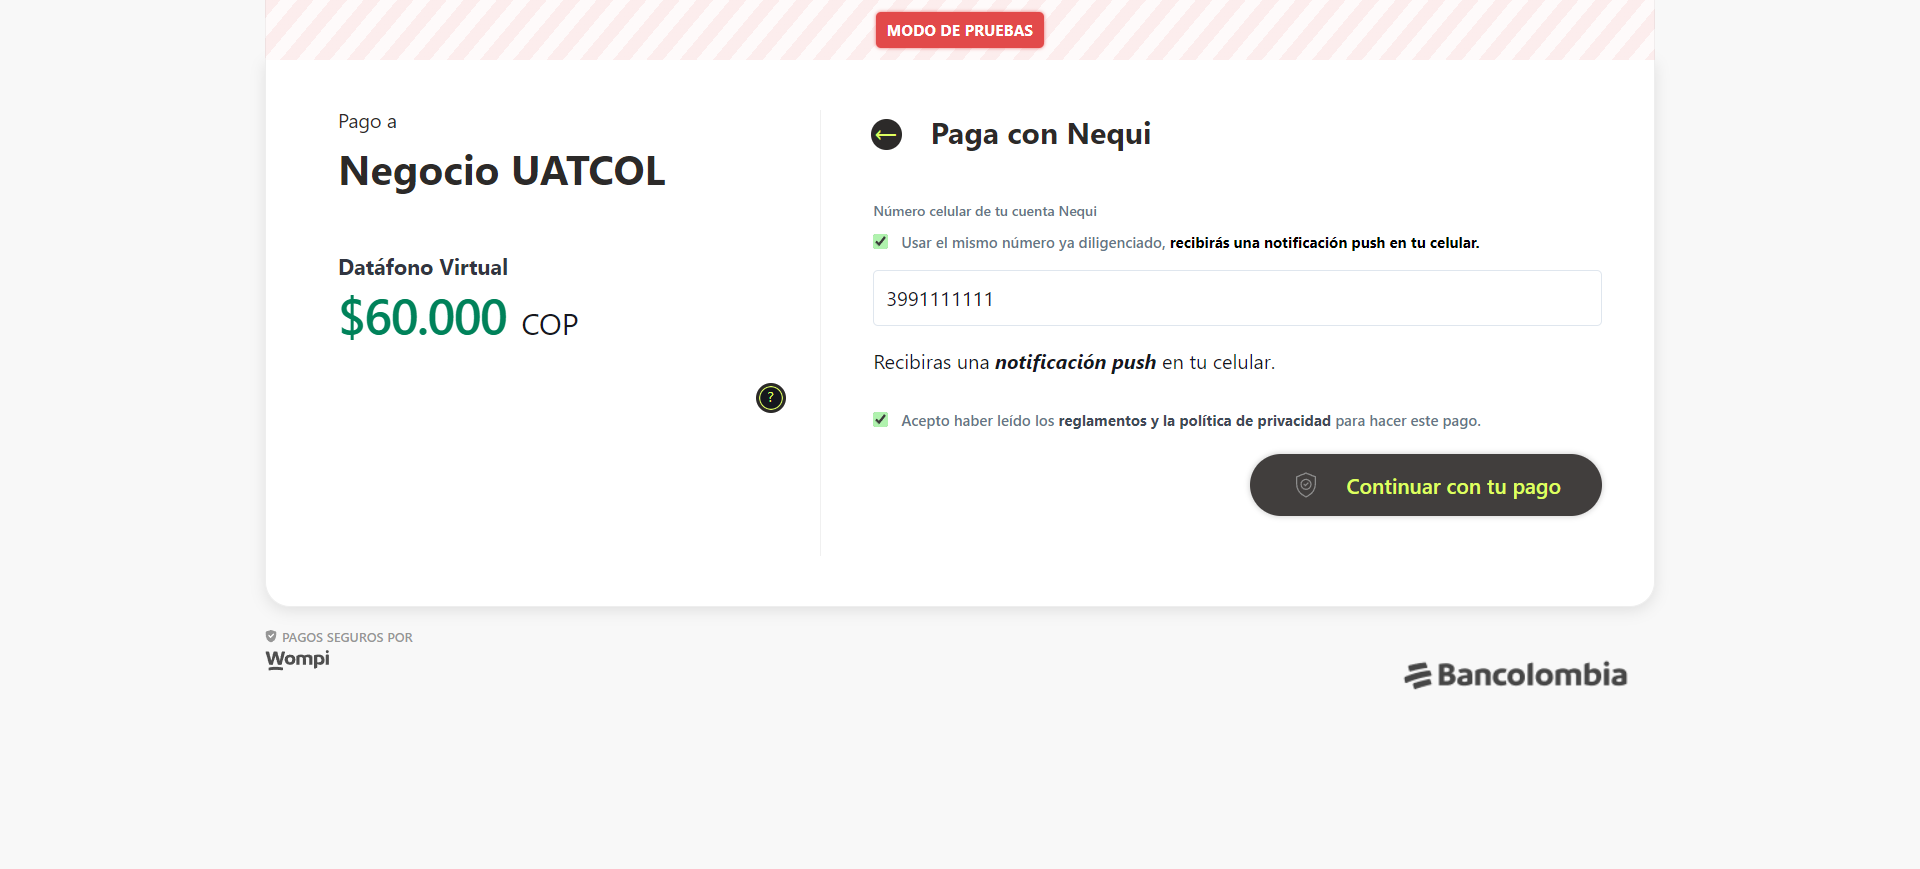 MODO DE PRUEBAS
Pago a
Negocio UATCOL
Datáfono Virtual
$60.000 COP
?
Paga con Nequi
Número celular de tu cuenta Nequi
Usar el mismo número ya diligenciado, recibirás una notificación push en tu celular.
3991111111
Recibiras una notificación push en tu celular.
Acepto haber leído los reglamentos y la política de privacidad para hacer este pago.
Continuar con tu pago
PAGOS SEGUROS POR
Wompi
Bancolombia